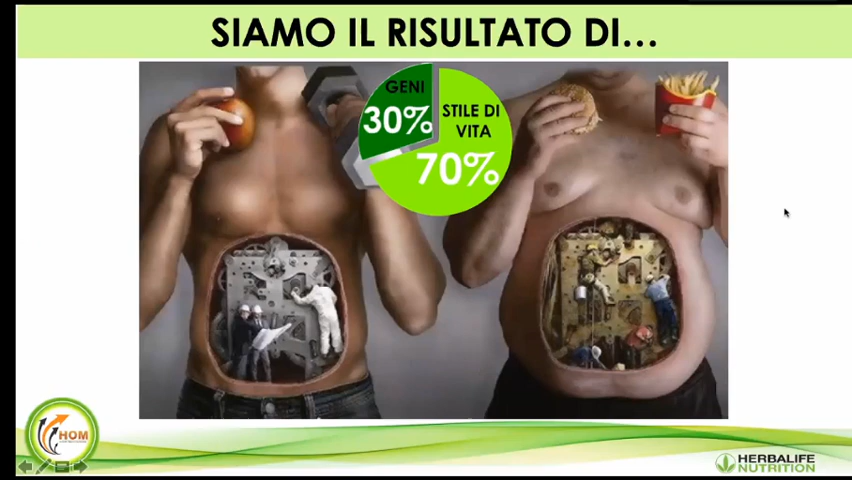 SIAMO IL RISULTATO DI...
GENI
30%
STILE DI
VITA
70%
HOM
HERBALIFE
NUTRITION